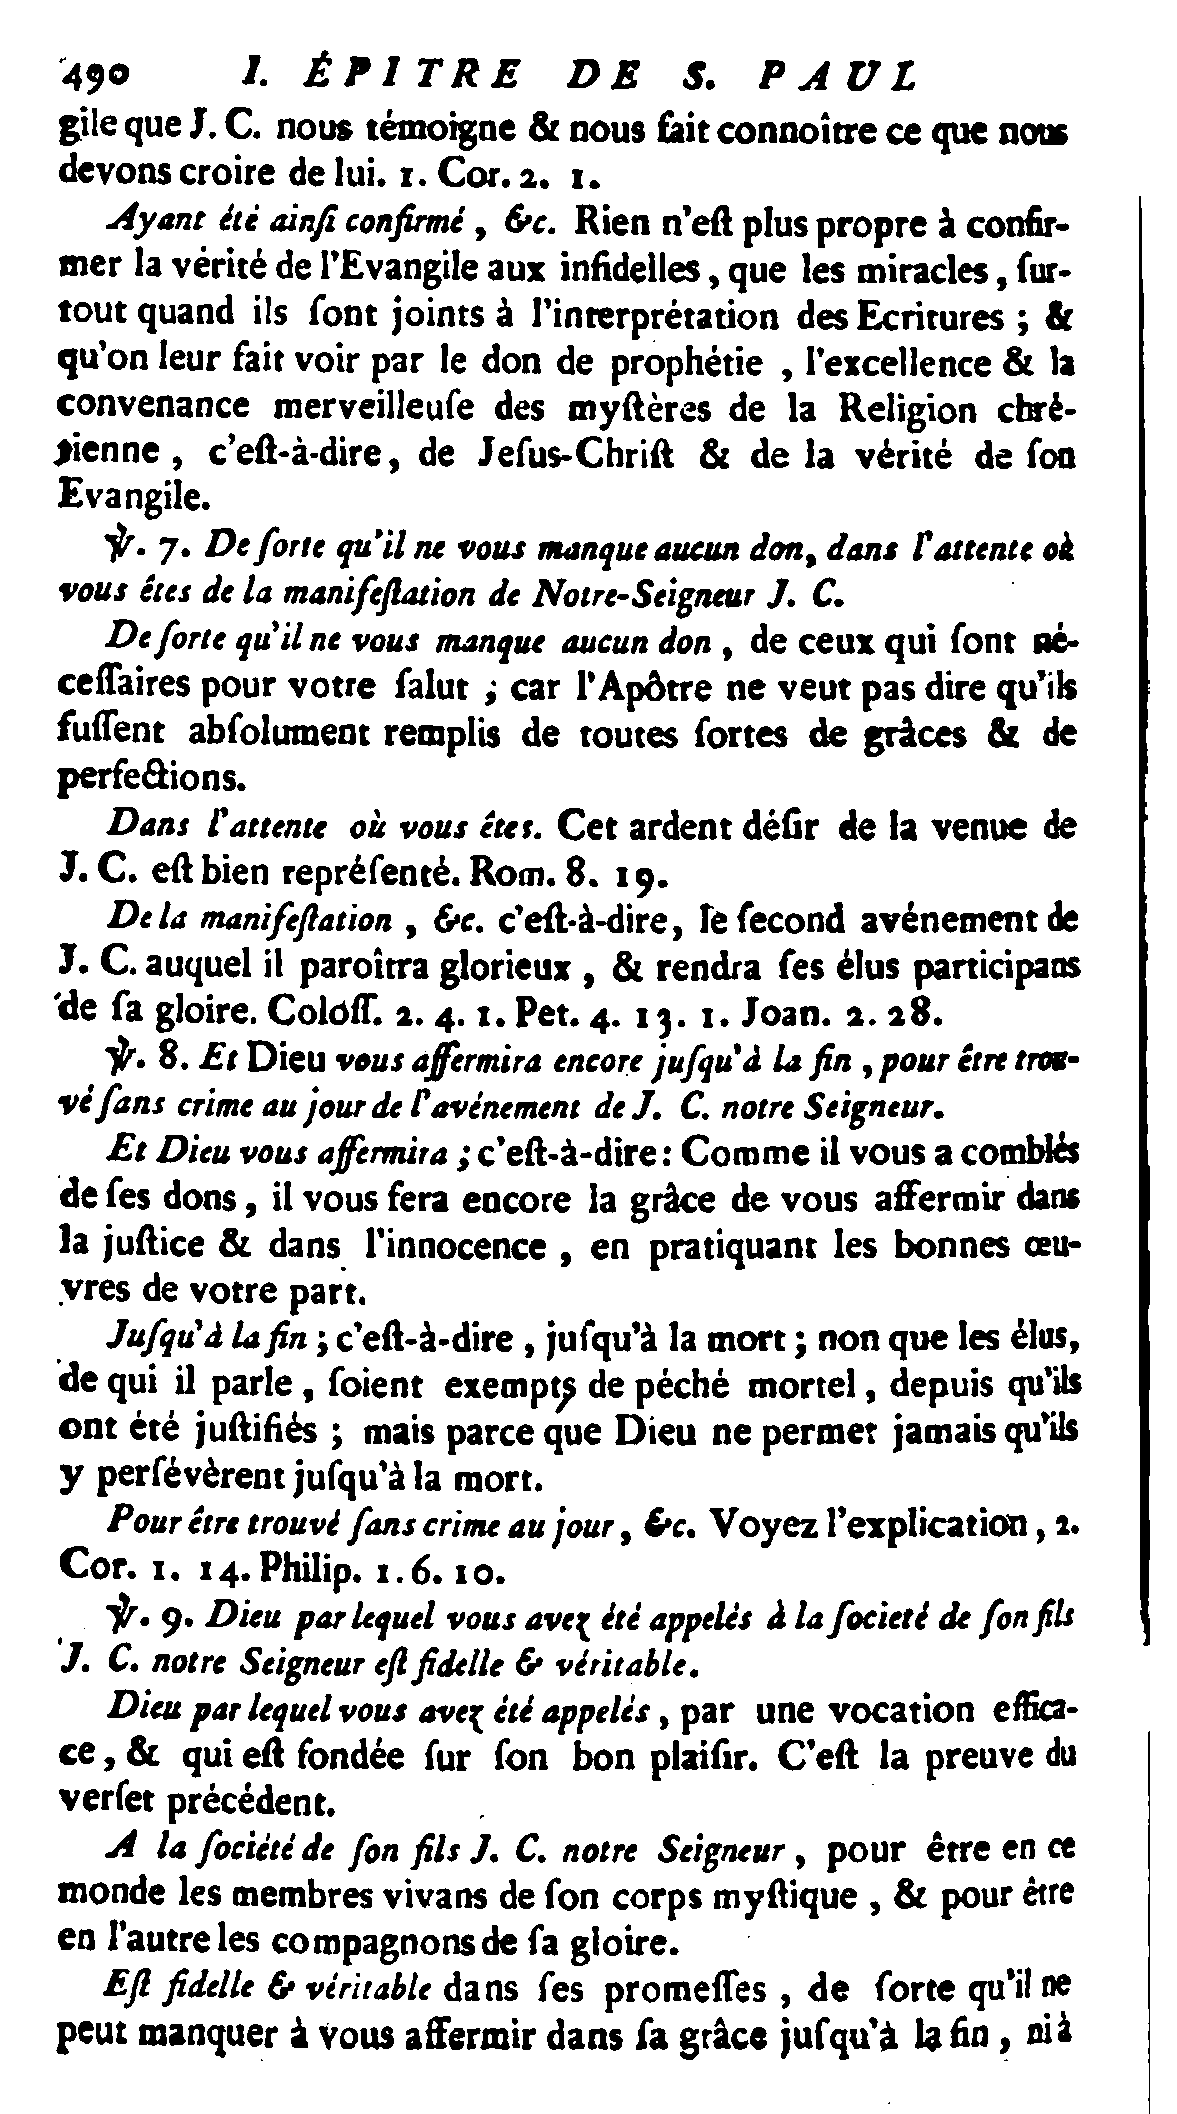 490 I. ÉPITRE DE S. PAUL
gile que J. C. nous témoigne & nous fait connoître ce que nous
devons croire de lui. 1. Cor. 2. 1.
Ayant été ainſi confirmé, &c. Rien n'eſt plus propre à confir-
mer la vérité de l'Evangile aux infidelles, que les miracles, ſur-
tout quand ils ſont joints à l'interprétation des Ecritures ; &
qu'on leur fait voir par le don de prophétie, l'excellence & la
convenance merveilleuſe des myſtères de la Religion chré-
tienne, c'eſt-à-dire, de Jeſus-Chriſt & de la vérité de ſon
Evangile.
℣. 7. De ſorte qu'il ne vous manque aucun don, dans l'attente où
vous êtes de la manifeſtation de Notre-Seigneur J. C.
De ſorte qu'il ne vous manque aucun don, de ceux qui ſont né-
ceſſaires pour votre ſalut ; car l'Apôtre ne veut pas dire qu'ils
fuſſent abſolument remplis de toutes ſortes de grâces & de
perfections.
Dans l'attente où vous êtes. Cet ardent déſir de la venue de
J. C. eſt bien repréſenté. Rom. 8. 19.
De la manifeſtation, &c. c'eſt-à-dire, le ſecond avénement de
J. C. auquel il paroîtra glorieux, & rendra ſes élus participans
de ſa gloire. Coloſſ. 2. 4. 1. Pet. 4. 13. 1. Joan. 2. 28.
℣. 8. Et Dieu vous affermira encore juſqu'à la fin, pour être trou-
vé ſans crime au jour de l'avénement de J. C. notre Seigneur.
Et Dieu vous affermira ; c'eſt-à-dire : Comme il vous a comblés
de ſes dons, il vous fera encore la grâce de vous affermir dans
la juſtice & dans l'innocence, en pratiquant les bonnes œu-
vres de votre part.
Juſqu'à la fin ; c'eſt-à-dire, juſqu'à la mort ; non que les élus,
de qui il parle, ſoient exempts de péché mortel, depuis qu'ils
ont été juſtifiés ; mais parce que Dieu ne permet jamais qu'ils
y perſévèrent juſqu'à la mort.
Pour être trouvé ſans crime au jour, &c. Voyez l'explication, 2.
Cor. 1. 14. Philip. 1. 6. 10.
℣. 9. Dieu par lequel vous avez été appelés à la ſocieté de ſon fils
J. C. notre Seigneur eſt fidelle & véritable.
Dieu par lequel vous avez été appelés, par une vocation effica-
ce, & qui eſt fondée ſur ſon bon plaiſir. C'eſt la preuve du
verſet précédent.
A la ſociété de ſon fils J. C. notre Seigneur, pour être en ce
monde les membres vivans de ſon corps myſtique, & pour être
en l'autre les compagnons de ſa gloire.
Eſt fidelle & véritable dans ſes promeſſes, de ſorte qu'il ne
peut manquer à vous affermir dans ſa grâce juſqu'à la fin, ni à